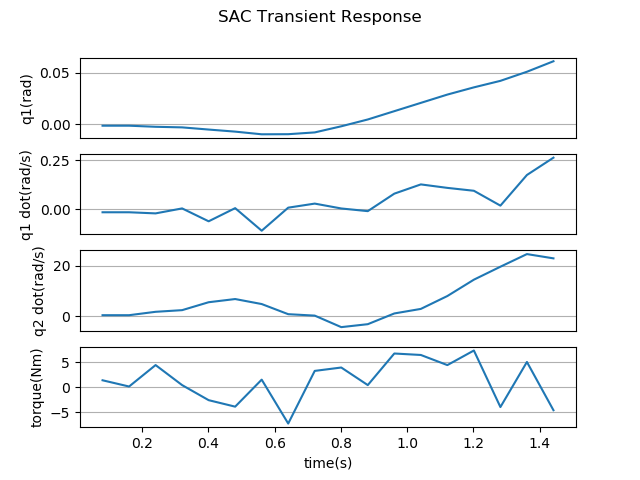 SAC Transient Response
q1(rad)
0.05
0.00
q1 dot(rad/s)
0.25
0.00
q2 dot(rad/s)
20
0
torque(Nm)
5
0
−5
0.2 0.4 0.6 0.8 1.0 1.2 1.4
time(s)